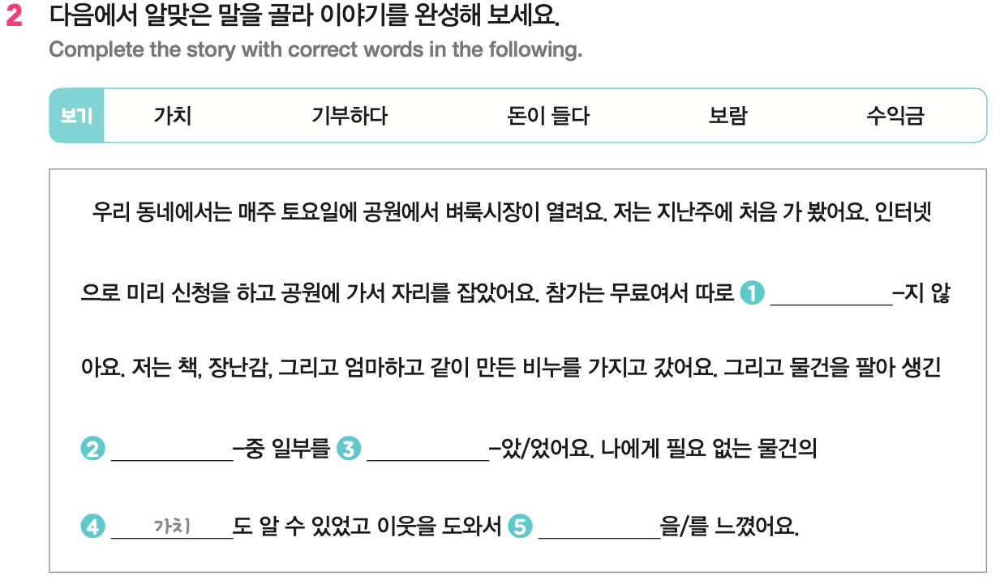 2 다음에서 알맞은 말을 골라 이야기를 완성해 보세요.
Complete the story with correct words in the following.
보기 가치 기부하다 돈이 들다 보람 수익금
우리 동네에서는 매주 토요일에 공원에서 벼룩시장이 열려요. 저는 지난주에 처음 가 봤어요. 인터넷
으로 미리 신청을 하고 공원에 가서 자리를 잡았어요. 참가는 무료여서 따로 1 ___________–지 않
아요. 저는 책, 장난감, 그리고 엄마하고 같이 만든 비누를 가지고 갔어요. 그리고 물건을 팔아 생긴
2 ___________–중 일부를 3 ___________–았/었어요. 나에게 필요 없는 물건의
4 ____가치____도 알 수 있었고 이웃을 도와서 5 ___________을/를 느꼈어요.